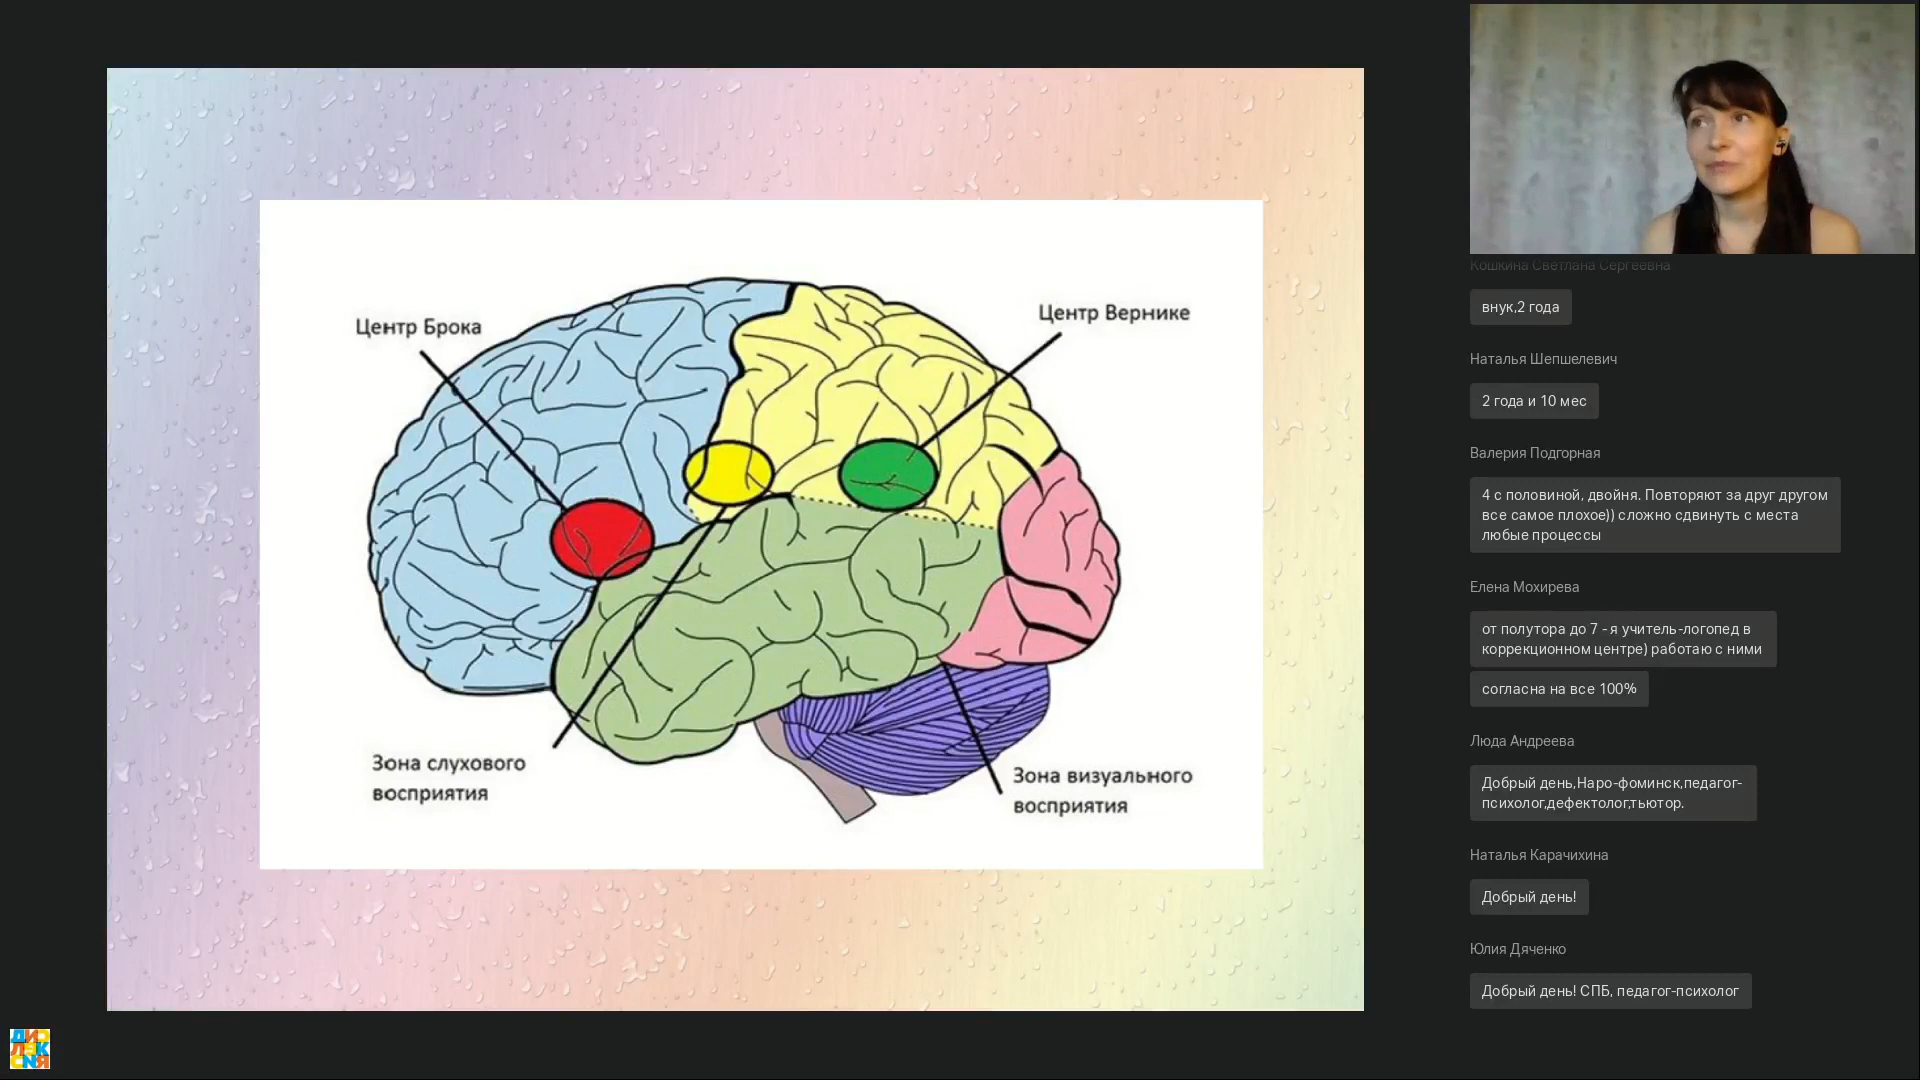 Центр Брока
Центр Вернике
Зона слухового
восприятия
Зона визуального
восприятия
Кошкина Светлана Сергеевна
внук,2 года
Наталья Шепшелевич
2 года и 10 мес
Валерия Подгорная
4 с половиной, двойня. Повторяют за друг другом
все самое плохое)) сложно сдвинуть с места
любые процессы
Елена Мохирева
от полутора до 7 - я учитель-логопед в
коррекционном центре) работаю с ними
согласна на все 100%
Люда Андреева
Добрый день,Наро-фоминск,педагог-
психолог,дефектолог,тьютор.
Наталья Карачихина
Добрый день!
Юлия Дяченко
Добрый день! СПБ, педагог-психолог
ДИС
ЛЕК
СИЯ